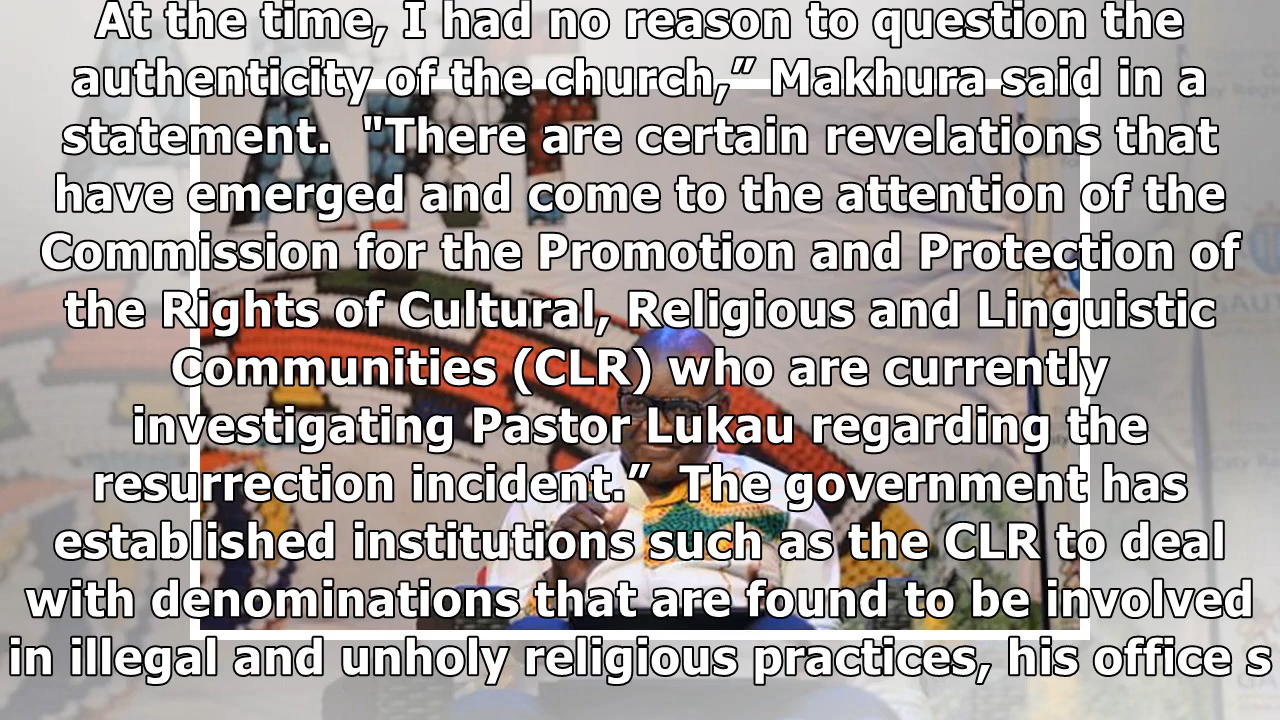 At the time, I had no reason to question the
authenticity of the church,” Makhura said in a
statement.   "There are certain revelations that
have emerged and come to the attention of the
Commission for the Promotion and Protection of
the Rights of Cultural, Religious and Linguistic
Communities (CLR) who are currently
investigating Pastor Lukau regarding the
resurrection incident.”  The government has
established institutions such as the CLR to deal
with denominations that are found to be involved
in illegal and unholy religious practices, his office s